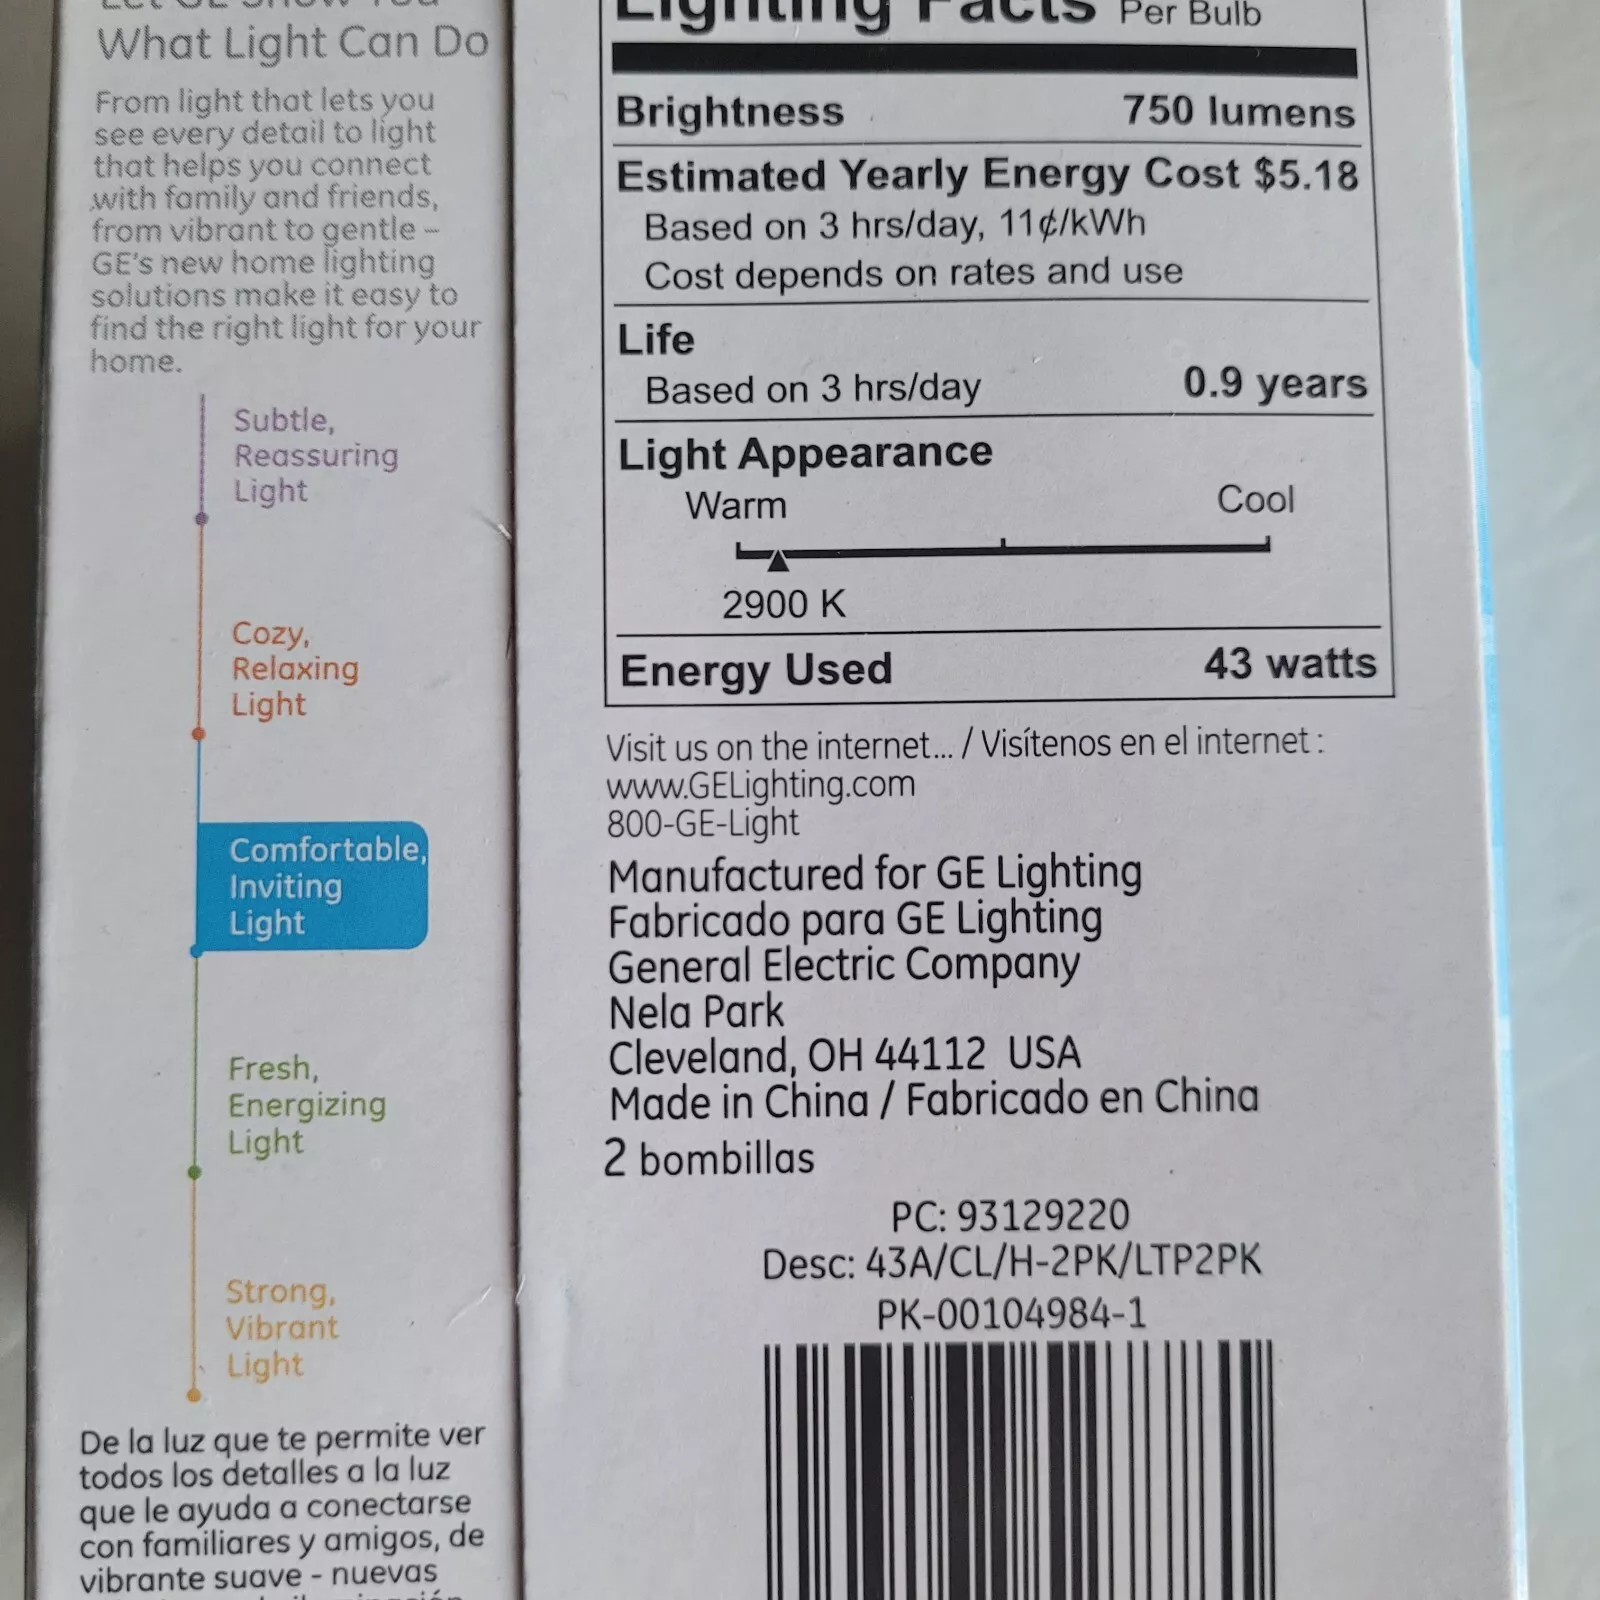 Let GE Show You
What Light Can Do
From light that lets you
see every detail to light
that helps you connect
with family and friends,
from vibrant to gentle –
GE's new home lighting
solutions make it easy to
find the right light for your
home.
Subtle,
Reassuring
Light
Cozy,
Relaxing
Light
Comfortable,
Inviting
Light
Fresh,
Energizing
Light
Strong,
Vibrant
Light
De la luz que te permite ver
todos los detalles a la luz
que le ayuda a conectarse
con familiares y amigos, de
vibrante suave - nuevas
Lighting Facts Per Bulb
Brightness 750 lumens
Estimated Yearly Energy Cost $5.18
Based on 3 hrs/day, 11¢/kWh
Cost depends on rates and use
Life
Based on 3 hrs/day 0.9 years
Light Appearance
Warm Cool
2900 K
Energy Used 43 watts
Visit us on the internet... / Visítenos en el internet :
www.GELighting.com
800-GE-Light
Manufactured for GE Lighting
Fabricado para GE Lighting
General Electric Company
Nela Park
Cleveland, OH 44112 USA
Made in China / Fabricado en China
2 bombillas
PC: 93129220
Desc: 43A/CL/H-2PK/LTP2PK
PK-00104984-1